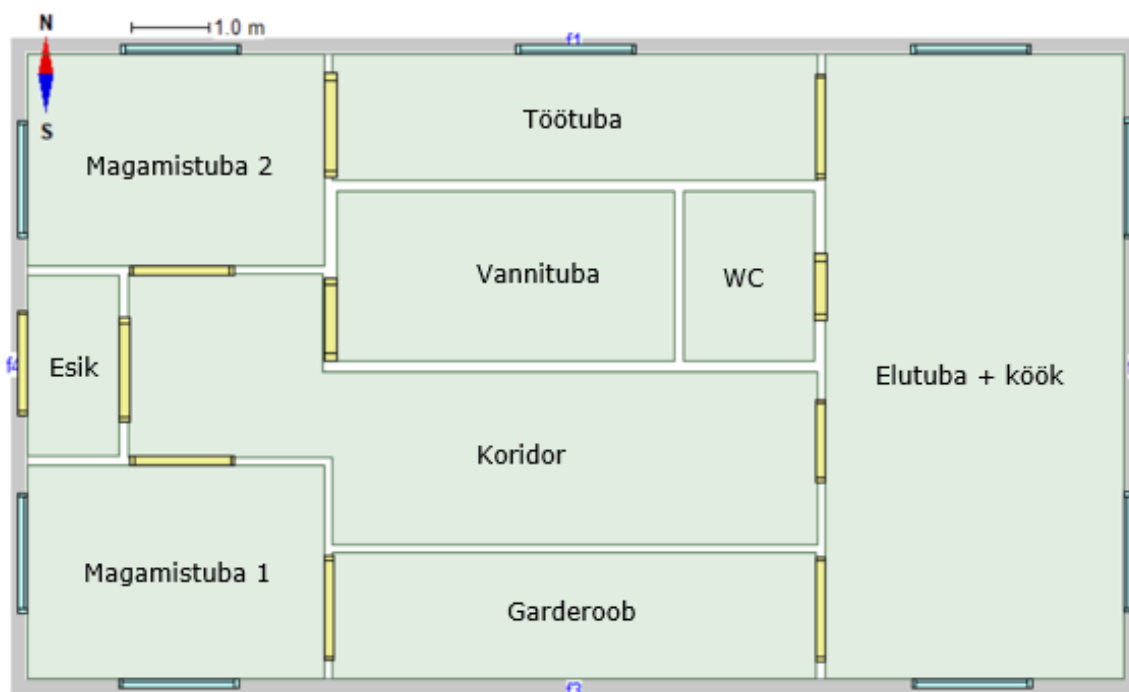 N
1.0 m
f1
S
Töötuba
Magamistuba 2
Vannituba
WC
f4
Esik
Elutuba + köök
Koridor
Magamistuba 1
Garderoob
f3